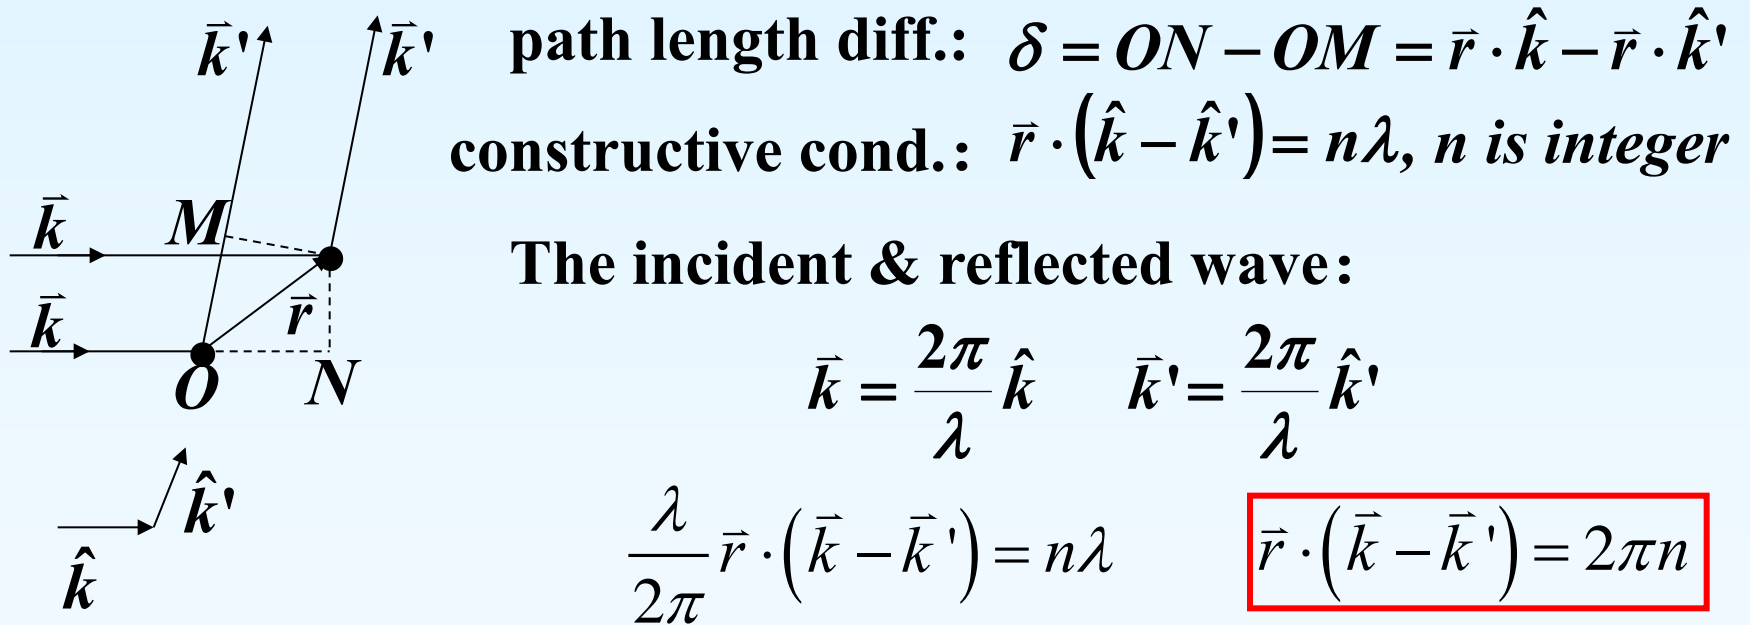 path length diff.: δ = ON − OM = r⃗ · k̂ − r⃗ · k̂'
constructive cond.: r⃗ · (k̂ − k̂') = nλ, n is integer
The incident & reflected wave:
k⃗ = 2π/λ k̂    k⃗' = 2π/λ k̂'
λ/2π r⃗ · (k⃗ − k⃗ ') = nλ    r⃗ · (k⃗ − k⃗ ') = 2πn
k⃗' k⃗'
k⃗ M
k⃗ r⃗
O N
k̂'
k̂